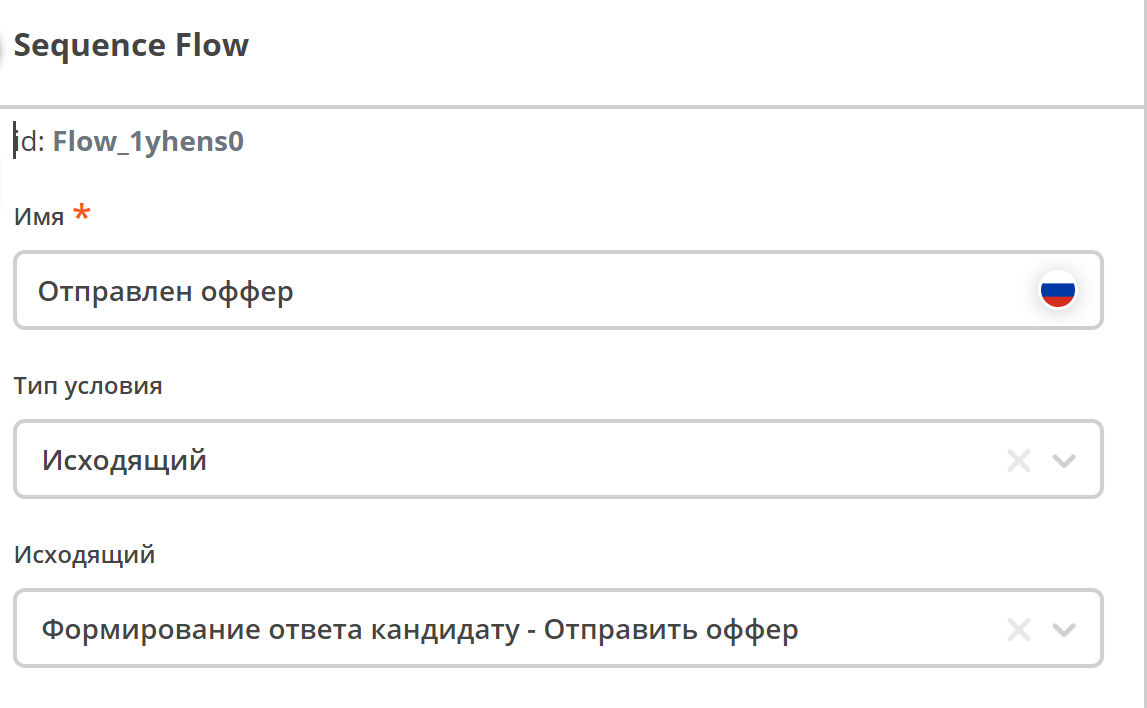 Sequence Flow
id: Flow_1yhens0
Имя *
Отправлен оффер
Тип условия
Исходящий
Исходящий
Формирование ответа кандидату - Отправить оффер